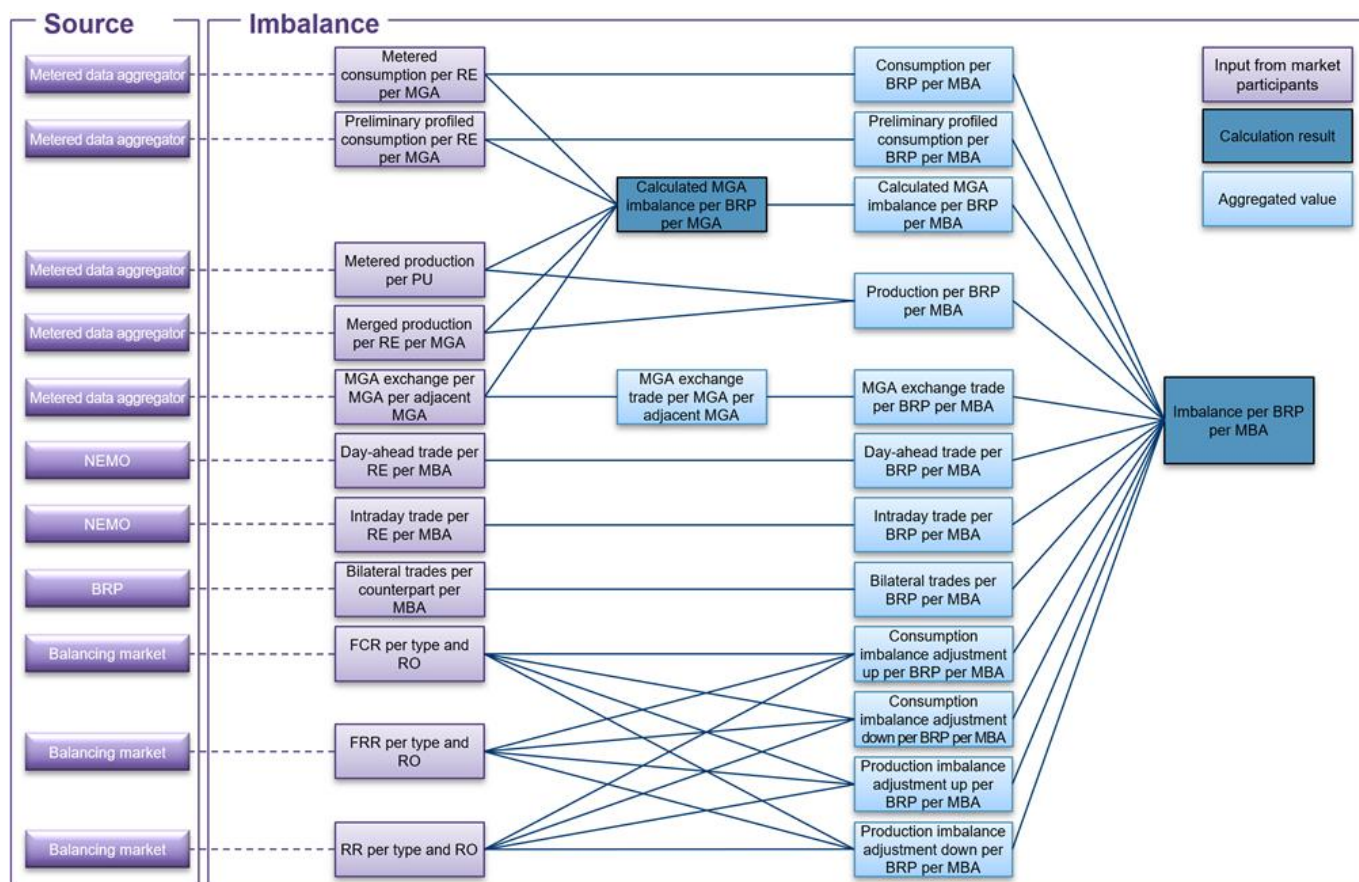 Source
Imbalance
Metered data aggregator
Metered
consumption per RE
per MGA
Consumption per
BRP per MBA
Input from market
participants
Metered data aggregator
Preliminary profiled
consumption per RE
per MGA
Preliminary profiled
consumption per
BRP per MBA
Calculation result
Calculated MGA
imbalance per BRP
per MGA
Calculated MGA
imbalance per BRP
per MBA
Aggregated value
Metered data aggregator
Metered production
per PU
Production per BRP
per MBA
Metered data aggregator
Merged production
per RE per MGA
Metered data aggregator
MGA exchange per
MGA per adjacent
MGA
MGA exchange
trade per MGA per
adjacent MGA
MGA exchange trade
per BRP per MBA
Imbalance per BRP
per MBA
NEMO
Day-ahead trade per
RE per MBA
Day-ahead trade per
BRP per MBA
NEMO
Intraday trade per
RE per MBA
Intraday trade per
BRP per MBA
BRP
Bilateral trades per
counterpart per
MBA
Bilateral trades per
BRP per MBA
Balancing market
FCR per type and
RO
Consumption
imbalance adjustment
up per BRP per MBA
Consumption
imbalance adjustment
down per BRP per MBA
Balancing market
FRR per type and
RO
Production imbalance
adjustment up per
BRP per MBA
Balancing market
RR per type and RO
Production imbalance
adjustment down per
BRP per MBA